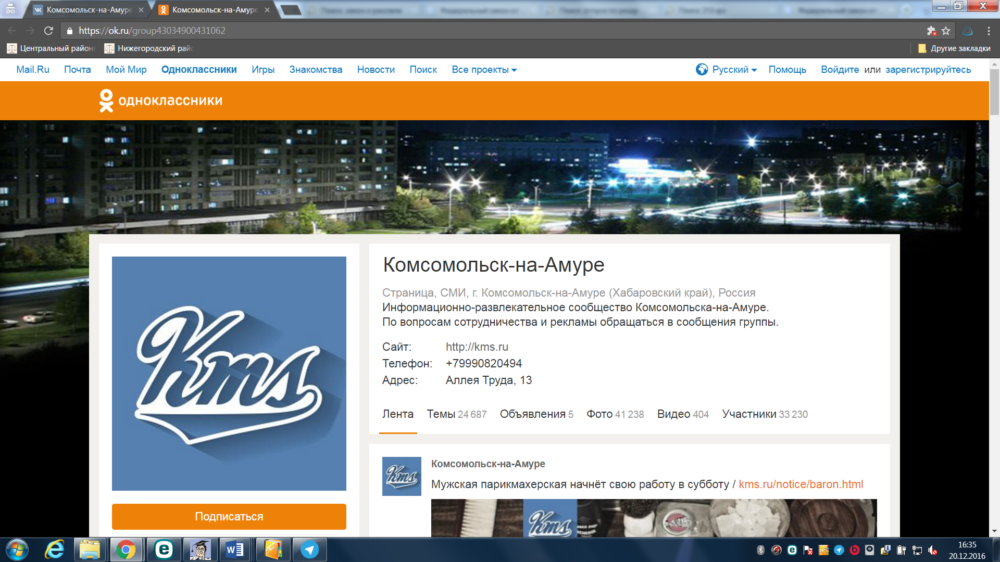 Комсомольск-на-Амуре
Комсомольск-на-Амуре
https://ok.ru/group43034900431062
Центральный район
Нижегородский рай
Другие закладки
Mail.Ru Почта Мой Мир Одноклассники Игры Знакомства Новости Поиск Все проекты Русский Помощь Войдите или зарегистрируйтесь
одноклассники
Kms
Подписаться
Комсомольск-на-Амуре
Страница, СМИ, г. Комсомольск-на-Амуре (Хабаровский край), Россия
Информационно-развлекательное сообщество Комсомольска-на-Амуре.
По вопросам сотрудничества и рекламы обращаться в сообщения группы.
Сайт: http://kms.ru
Телефон: +79990820494
Адрес: Аллея Труда, 13
Лента Темы 24 687 Объявления 5 Фото 41 238 Видео 404 Участники 33 230
Kms
Комсомольск-на-Амуре
Мужская парикмахерская начнёт свою работу в субботу / kms.ru/notice/baron.html
Kms
16:35
20.12.2016